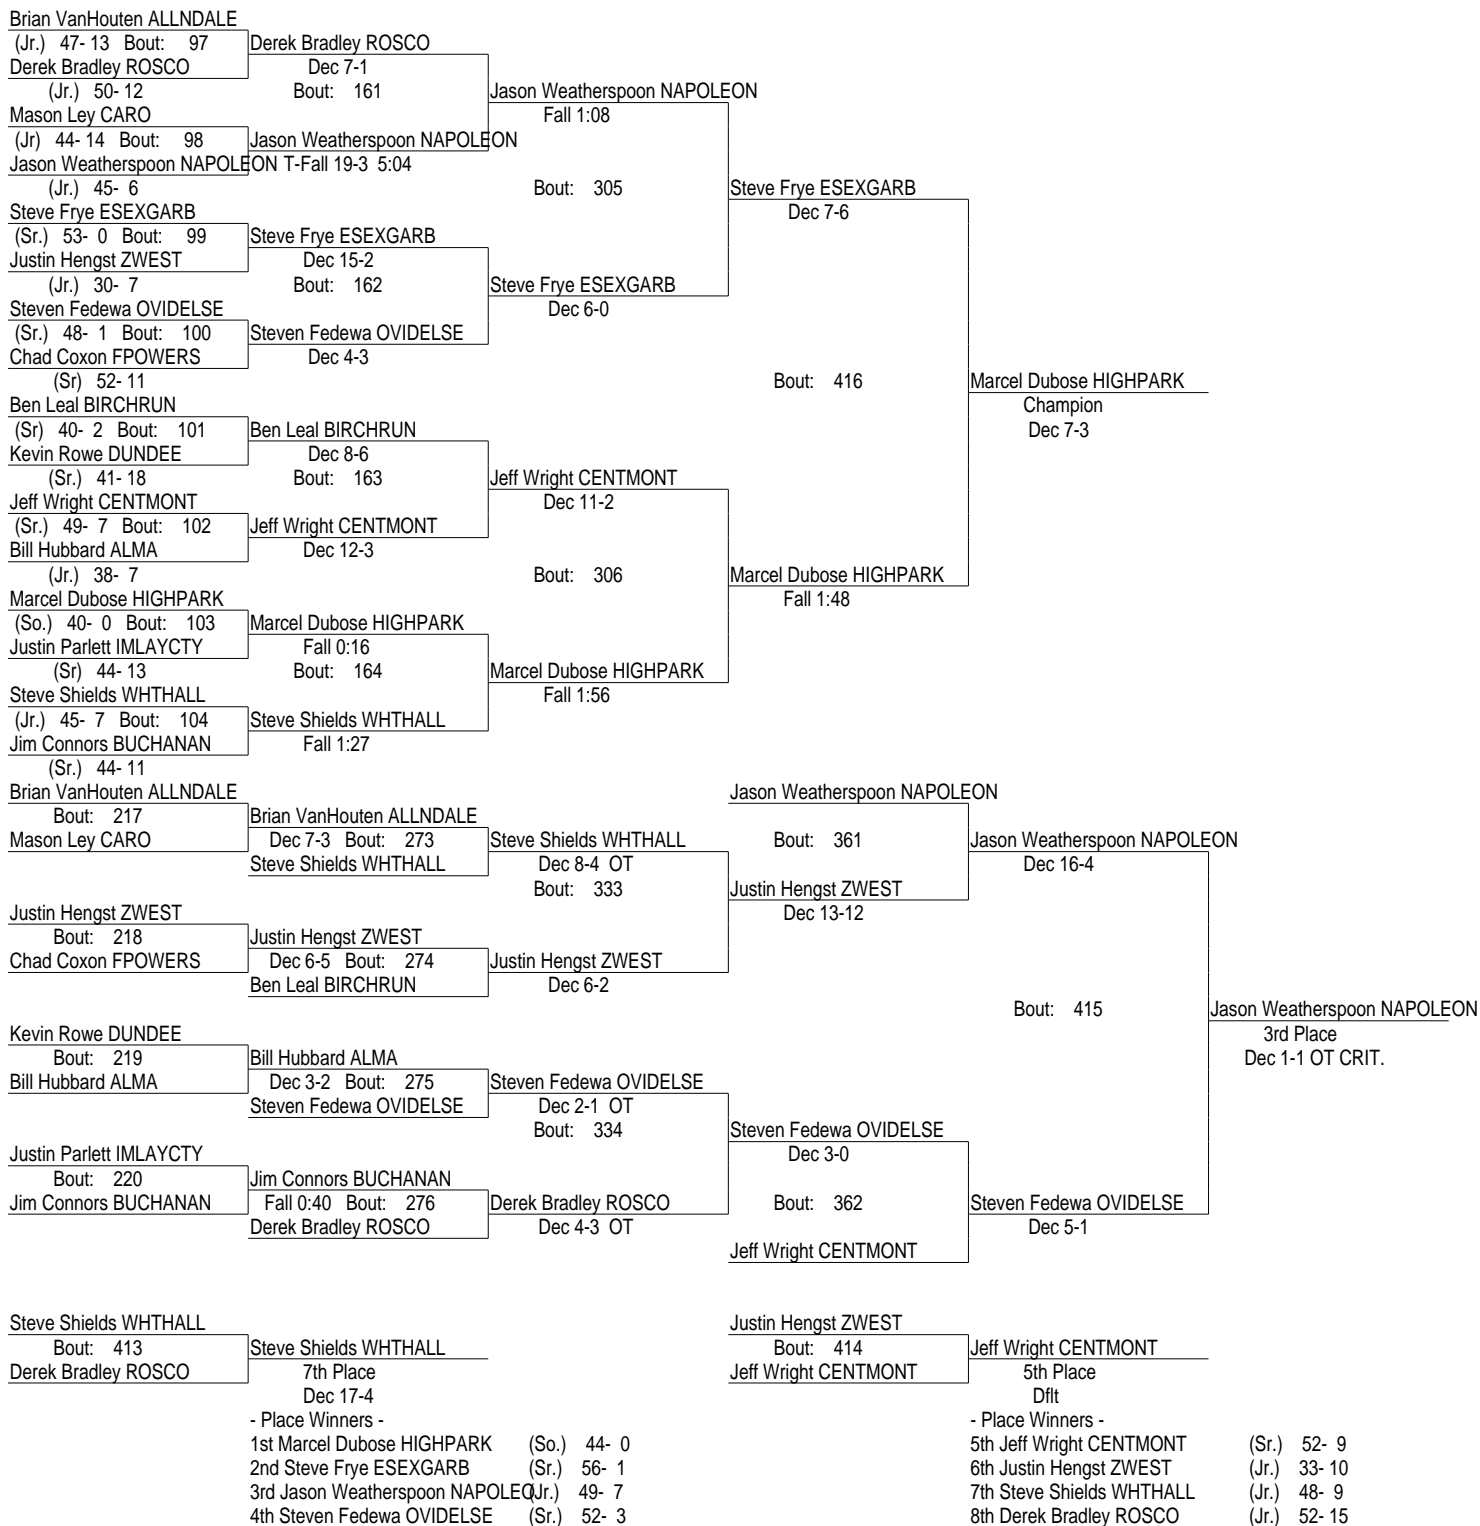 Brian VanHouten ALLNDALE
(Jr.) 47- 13 Bout: 97 Derek Bradley ROSCO
Derek Bradley ROSCO Dec 7-1
(Jr.) 50- 12 Bout: 161 Jason Weatherspoon NAPOLEON
Mason Ley CARO Fall 1:08
(Jr) 44- 14 Bout: 98 Jason Weatherspoon NAPOLEON
Jason Weatherspoon NAPOLEON T-Fall 19-3 5:04
(Jr.) 45- 6 Bout: 305 Steve Frye ESEXGARB
Steve Frye ESEXGARB Dec 7-6
(Sr.) 53- 0 Bout: 99 Steve Frye ESEXGARB
Justin Hengst ZWEST Dec 15-2
(Jr.) 30- 7 Bout: 162 Steve Frye ESEXGARB
Steven Fedewa OVIDELSE Dec 6-0
(Sr.) 48- 1 Bout: 100 Steven Fedewa OVIDELSE
Chad Coxon FPOWERS Dec 4-3
(Sr) 52- 11 Bout: 416 Marcel Dubose HIGHPARK
Ben Leal BIRCHRUN Champion
(Sr) 40- 2 Bout: 101 Ben Leal BIRCHRUN Dec 7-3
Kevin Rowe DUNDEE Dec 8-6
(Sr.) 41- 18 Bout: 163 Jeff Wright CENTMONT
Jeff Wright CENTMONT Dec 11-2
(Sr.) 49- 7 Bout: 102 Jeff Wright CENTMONT
Bill Hubbard ALMA Dec 12-3
(Jr.) 38- 7 Bout: 306 Marcel Dubose HIGHPARK
Marcel Dubose HIGHPARK Fall 1:48
(So.) 40- 0 Bout: 103 Marcel Dubose HIGHPARK
Justin Parlett IMLAYCTY Fall 0:16
(Sr) 44- 13 Bout: 164 Marcel Dubose HIGHPARK
Steve Shields WHTHALL Fall 1:56
(Jr.) 45- 7 Bout: 104 Steve Shields WHTHALL
Jim Connors BUCHANAN Fall 1:27
(Sr.) 44- 11
Brian VanHouten ALLNDALE Jason Weatherspoon NAPOLEON
Bout: 217 Brian VanHouten ALLNDALE
Mason Ley CARO Dec 7-3 Bout: 273 Steve Shields WHTHALL Bout: 361 Jason Weatherspoon NAPOLEON
Steve Shields WHTHALL Dec 8-4 OT Dec 16-4
Bout: 333 Justin Hengst ZWEST
Justin Hengst ZWEST Dec 13-12
Bout: 218 Justin Hengst ZWEST
Chad Coxon FPOWERS Dec 6-5 Bout: 274 Justin Hengst ZWEST
Ben Leal BIRCHRUN Dec 6-2
Bout: 415 Jason Weatherspoon NAPOLEON
Kevin Rowe DUNDEE 3rd Place
Bout: 219 Bill Hubbard ALMA Dec 1-1 OT CRIT.
Bill Hubbard ALMA Dec 3-2 Bout: 275 Steven Fedewa OVIDELSE
Steven Fedewa OVIDELSE Dec 2-1 OT
Bout: 334 Steven Fedewa OVIDELSE
Justin Parlett IMLAYCTY Dec 3-0
Bout: 220 Jim Connors BUCHANAN
Jim Connors BUCHANAN Fall 0:40 Bout: 276 Derek Bradley ROSCO Bout: 362 Steven Fedewa OVIDELSE
Derek Bradley ROSCO Dec 4-3 OT Dec 5-1
Jeff Wright CENTMONT
Steve Shields WHTHALL Justin Hengst ZWEST
Bout: 413 Steve Shields WHTHALL Bout: 414 Jeff Wright CENTMONT
Derek Bradley ROSCO 7th Place Jeff Wright CENTMONT 5th Place
Dec 17-4 Dflt
- Place Winners - - Place Winners -
1st Marcel Dubose HIGHPARK (So.) 44- 0 5th Jeff Wright CENTMONT (Sr.) 52- 9
2nd Steve Frye ESEXGARB (Sr.) 56- 1 6th Justin Hengst ZWEST (Jr.) 33- 10
3rd Jason Weatherspoon NAPOLEO(Jr.) 49- 7 7th Steve Shields WHTHALL (Jr.) 48- 9
4th Steven Fedewa OVIDELSE (Sr.) 52- 3 8th Derek Bradley ROSCO (Jr.) 52- 15